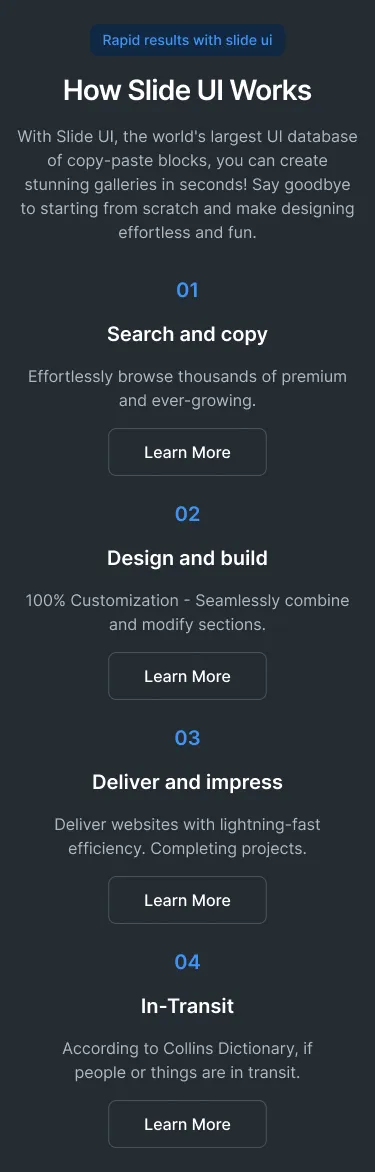 Rapid results with slide ui
How Slide UI Works
With Slide UI, the world's largest UI database
of copy-paste blocks, you can create
stunning galleries in seconds! Say goodbye
to starting from scratch and make designing
effortless and fun.
01
Search and copy
Effortlessly browse thousands of premium
and ever-growing.
Learn More
02
Design and build
100% Customization - Seamlessly combine
and modify sections.
Learn More
03
Deliver and impress
Deliver websites with lightning-fast
efficiency. Completing projects.
Learn More
04
In-Transit
According to Collins Dictionary, if
people or things are in transit.
Learn More